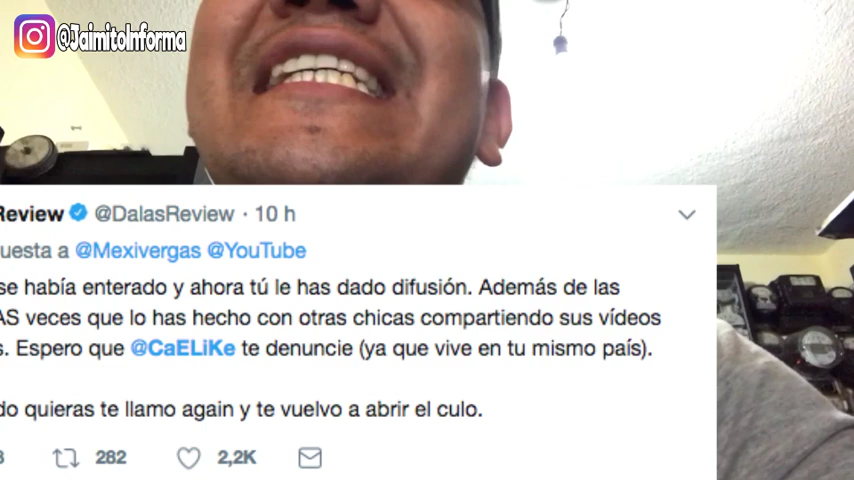 @JaimitoInforma
Review @DalasReview · 10 h
uesta a @Mexivergas @YouTube
se había enterado y ahora tú le has dado difusión. Además de las
AS veces que lo has hecho con otras chicas compartiendo sus vídeos
s. Espero que @CaELiKe te denuncie (ya que vive en tu mismo país).
do quieras te llamo again y te vuelvo a abrir el culo.
282 2,2K